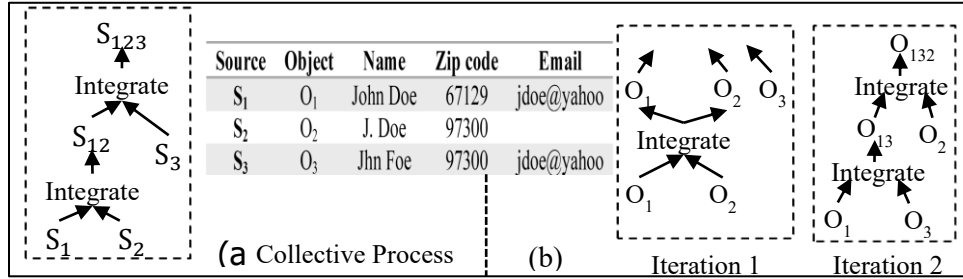 S123
Integrate
S12
S3
Integrate
S1 S2
Source Object Name Zip code Email
S1 O1 John Doe 67129 jdoe@yahoo
S2 O2 J. Doe 97300
S3 O3 Jhn Foe 97300 jdoe@yahoo
(a Collective Process
(b)
O1 O2 O3
Integrate
O1 O2
Iteration 1
O132
Integrate
O13 O2
Integrate
O1 O3
Iteration 2